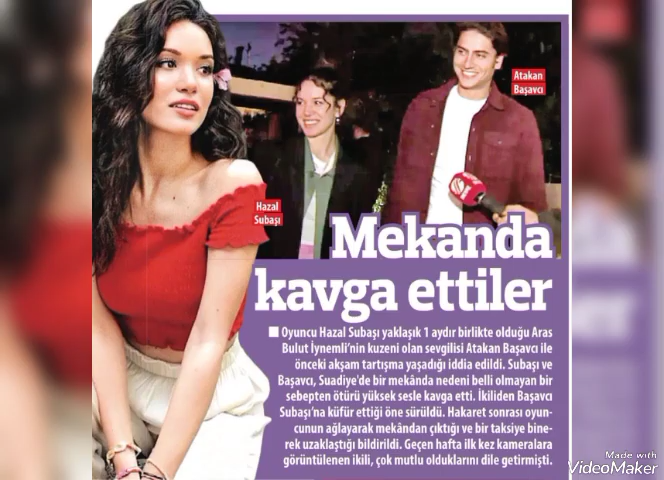 Atakan
Başavcı
Hazal
Subaşı
Mekanda
kavga ettiler
Oyuncu Hazal Subaşı yaklaşık 1 aydır birlikte olduğu Aras
Bulut İynemli'nin kuzeni olan sevgilisi Atakan Başavcı ile
önceki akşam tartışma yaşadığı iddia edildi. Subaşı ve
Başavcı, Suadiye'de bir mekânda nedeni belli olmayan bir
sebepten ötürü yüksek sesle kavga etti. İkiliden Başavcı
Subaşı'na küfür ettiği öne sürüldü. Hakaret sonrası oyun-
cunun ağlayarak mekândan çıktığı ve bir taksiye bine-
rek uzaklaştığı bildirildi. Geçen hafta ilk kez kameralara
görüntülenen ikili, çok mutlu olduklarını dile getirmişti.
Made with
VideoMaker